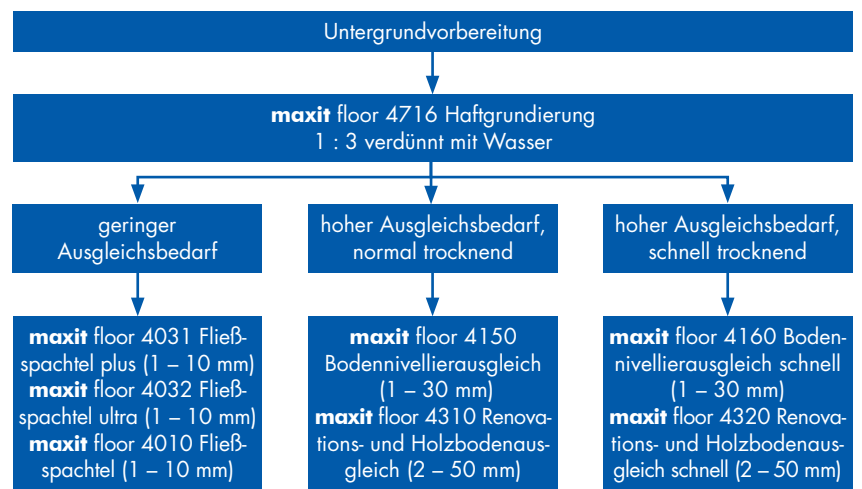 Untergrundvorbereitung
maxit floor 4716 Haftgrundierung
1 : 3 verdünnt mit Wasser
geringer
Ausgleichsbedarf
hoher Ausgleichsbedarf,
normal trocknend
hoher Ausgleichsbedarf,
schnell trocknend
maxit floor 4031 Fließ-
spachtel plus (1 – 10 mm)
maxit floor 4032 Fließ-
spachtel ultra (1 – 10 mm)
maxit floor 4010 Fließ-
spachtel (1 – 10 mm)
maxit floor 4150
Bodennivellierausgleich
(1 – 30 mm)
maxit floor 4310 Renova-
tions- und Holzbodenaus-
gleich (2 – 50 mm)
maxit floor 4160 Boden-
nivellierausgleich schnell
(1 – 30 mm)
maxit floor 4320 Renova-
tions- und Holzbodenaus-
gleich schnell (2 – 50 mm)